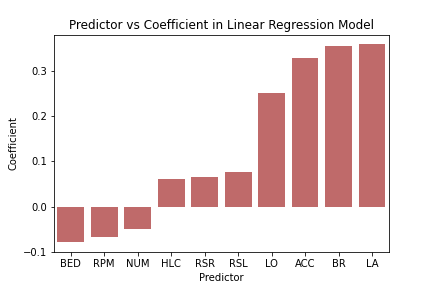 Predictor vs Coefficient in Linear Regression Model
Coefficient
0.3
0.2
0.1
0.0
−0.1
BED RPM NUM HLC RSR RSL LO ACC BR LA
Predictor